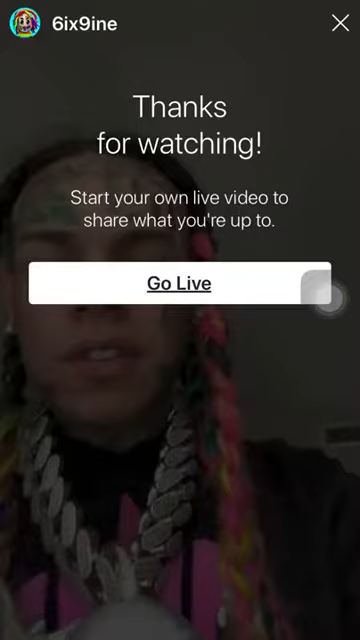 6ix9ine
Thanks
for watching!
Start your own live video to
share what you're up to.
Go Live